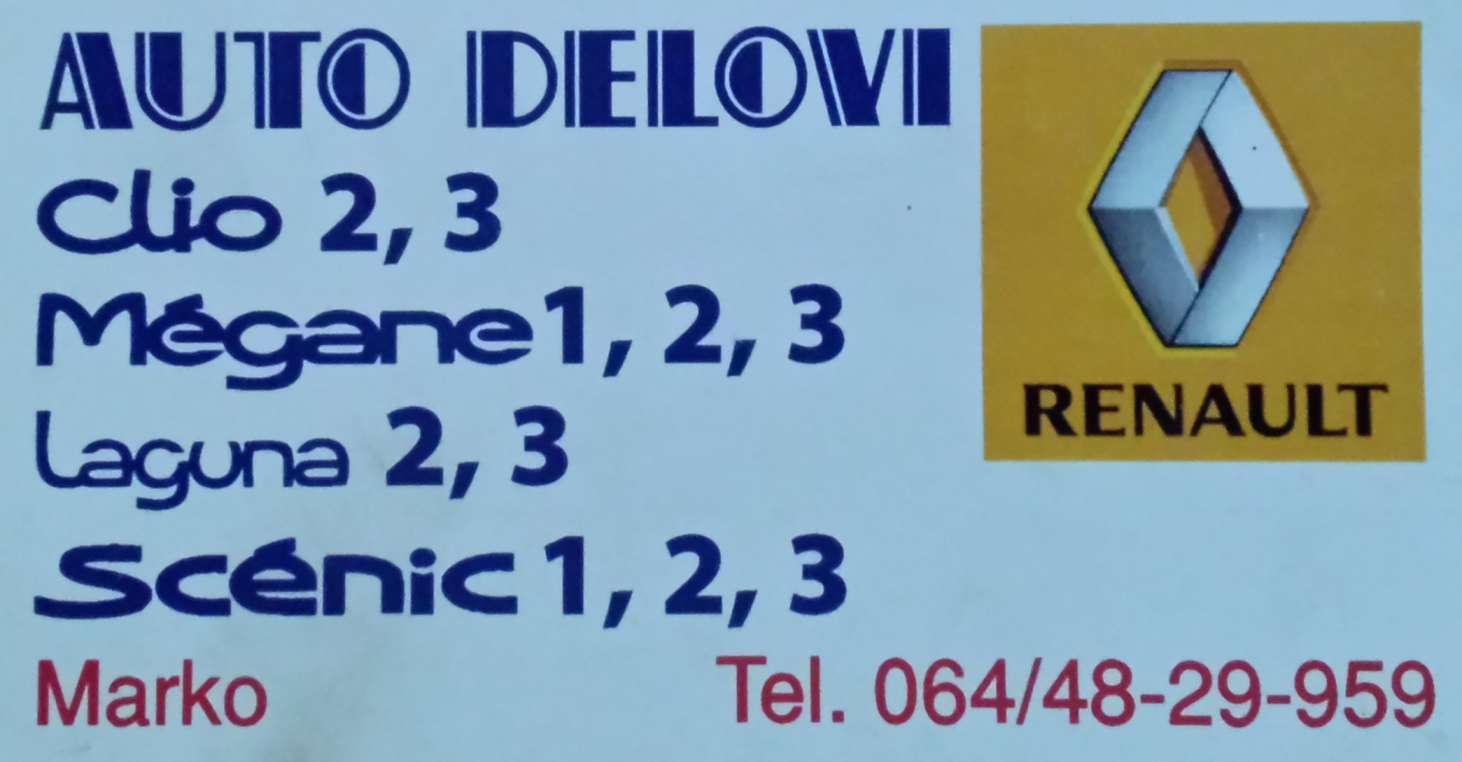 AUTO DELOVI
Clio 2, 3
Mégane 1, 2, 3
Laguna 2, 3
Scénic 1, 2, 3
RENAULT
Marko
Tel. 064/48-29-959